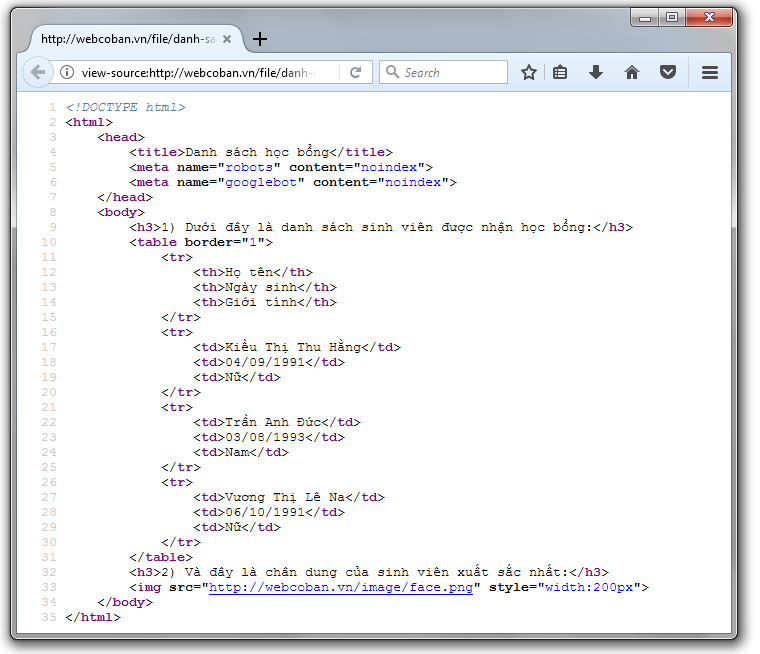 http://webcoban.vn/file/danh-sa
view-source:http://webcoban.vn/file/danh-s
Search
1 <!DOCTYPE html>
2 <html>
3 <head>
4 <title>Danh sách học bổng</title>
5 <meta name="robots" content="noindex">
6 <meta name="googlebot" content="noindex">
7 </head>
8 <body>
9 <h3>1) Dưới đây là danh sách sinh viên được nhận học bổng:</h3>
10 <table border="1">
11 <tr>
12 <th>Họ tên</th>
13 <th>Ngày sinh</th>
14 <th>Giới tính</th>
15 </tr>
16 <tr>
17 <td>Kiều Thị Thu Hằng</td>
18 <td>04/09/1991</td>
19 <td>Nữ</td>
20 </tr>
21 <tr>
22 <td>Trần Anh Đức</td>
23 <td>03/08/1993</td>
24 <td>Nam</td>
25 </tr>
26 <tr>
27 <td>Vương Thị Lê Na</td>
28 <td>06/10/1991</td>
29 <td>Nữ</td>
30 </tr>
31 </table>
32 <h3>2) Và đây là chân dung của sinh viên xuất sắc nhất:</h3>
33 <img src="http://webcoban.vn/image/face.png" style="width:200px">
34 </body>
35 </html>